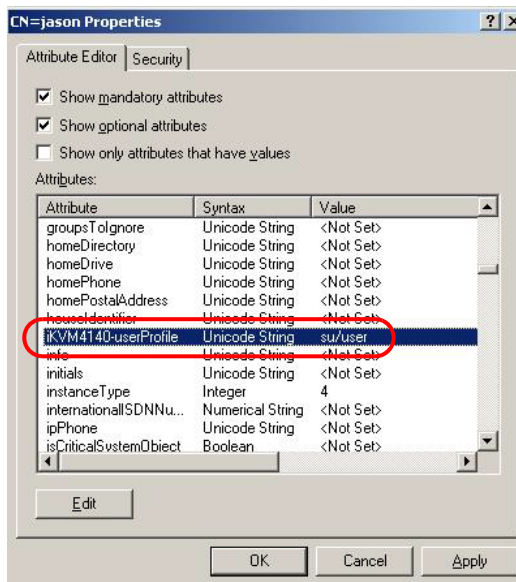 CN=jason Properties
Attribute Editor Security
Show mandatory attributes
Show optional attributes
Show only attributes that have values
Attributes:
Attribute Syntax Value
groupsToIgnore Unicode String <Not Set>
homeDirectory Unicode String <Not Set>
homeDrive Unicode String <Not Set>
homePhone Unicode String <Not Set>
homePostalAddress Unicode String <Not Set>
houseIdentifier Unicode String <Not Set>
iKVM4140-userProfile Unicode String su/user
info Unicode String <Not Set>
initials Unicode String <Not Set>
instanceType Integer 4
internationalISDNNu... Numerical String <Not Set>
ipPhone Unicode String <Not Set>
isCriticalSystemObject Boolean <Not Set>
Edit
OK Cancel Apply